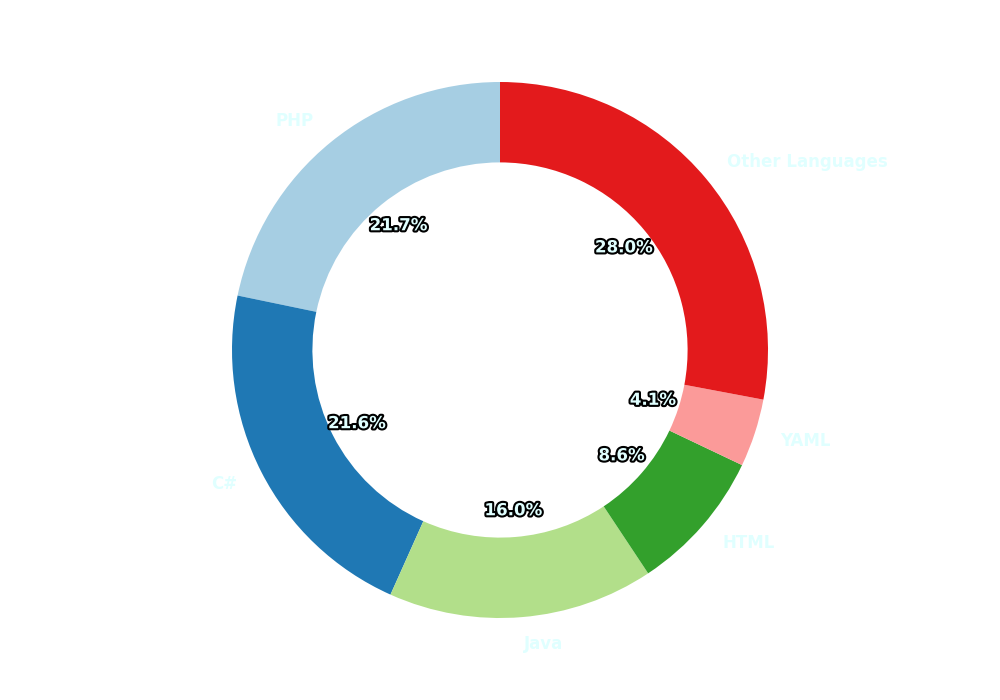 PHP
Other Languages
21.7%
28.0%
4.1%
21.6%
YAML
8.6%
C#
16.0%
HTML
Java